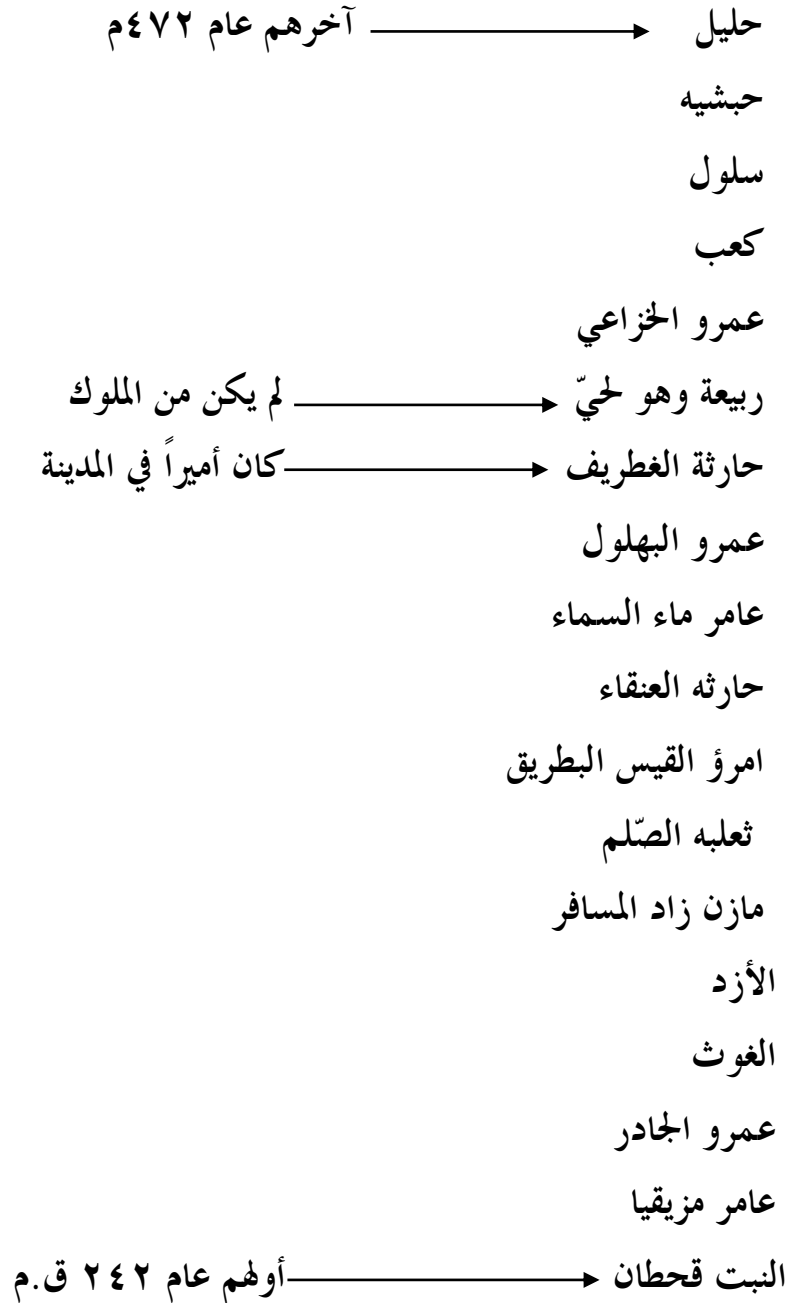 حليل آخرهم عام ٤٧٢م
حبشيه
سلول
كعب
عمرو الخزاعي
ربيعة وهو لحيّ لم يكن من الملوك
حارثة الغطريف كان أميراً في المدينة
عمرو البهلول
عامر ماء السماء
حارثه العنقاء
امرؤ القيس البطريق
ثعلبه الصّلم
مازن زاد المسافر
الأزد
الغوث
عمرو الجادر
عامر مزيقيا
النبت قحطان أولهم عام ٢٤٢ ق.م